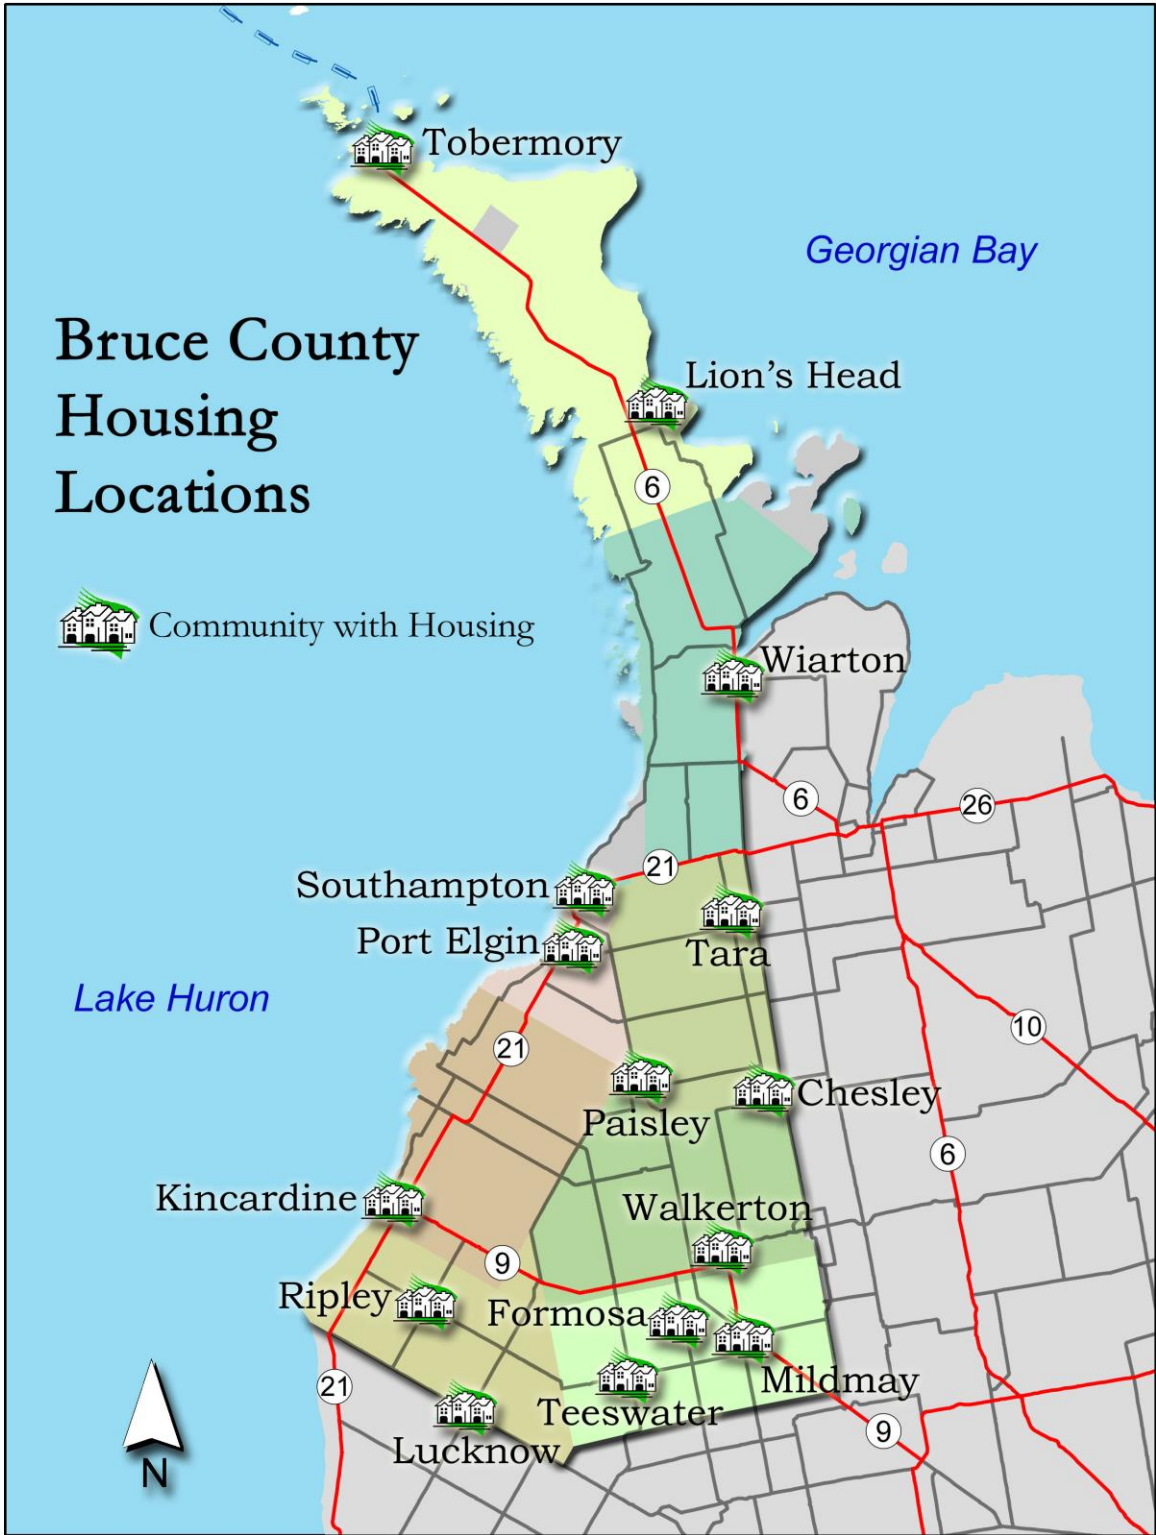 Tobermory
Georgian Bay
Bruce County
Housing
Locations
Lion's Head
6
Community with Housing
Wiarton
6
26
21
Southampton
Port Elgin
Tara
Lake Huron
10
21
Chesley
Paisley
6
Kincardine
Walkerton
9
Ripley
Formosa
Mildmay
21
Teeswater
9
Lucknow
N